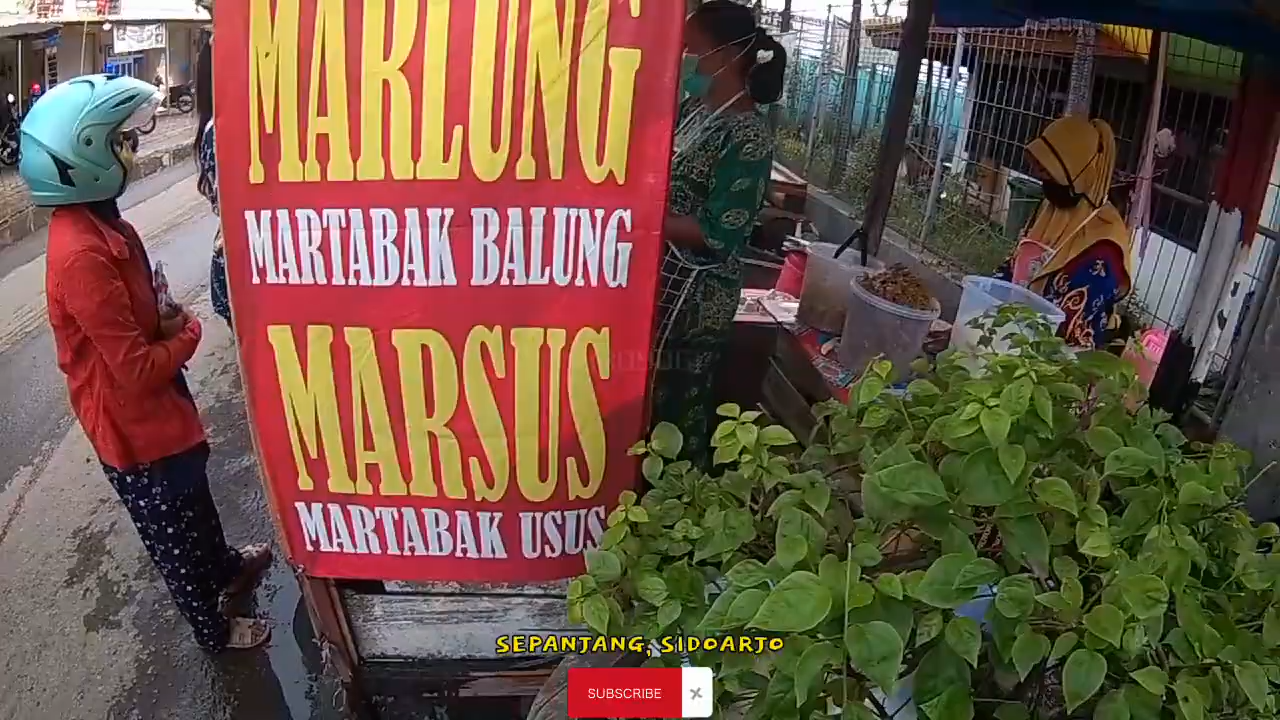 MARLUNG
MARTABAK BALUNG
MARSUS
MARTABAK USUS
SEPANJANG, SIDOARJO
SUBSCRIBE